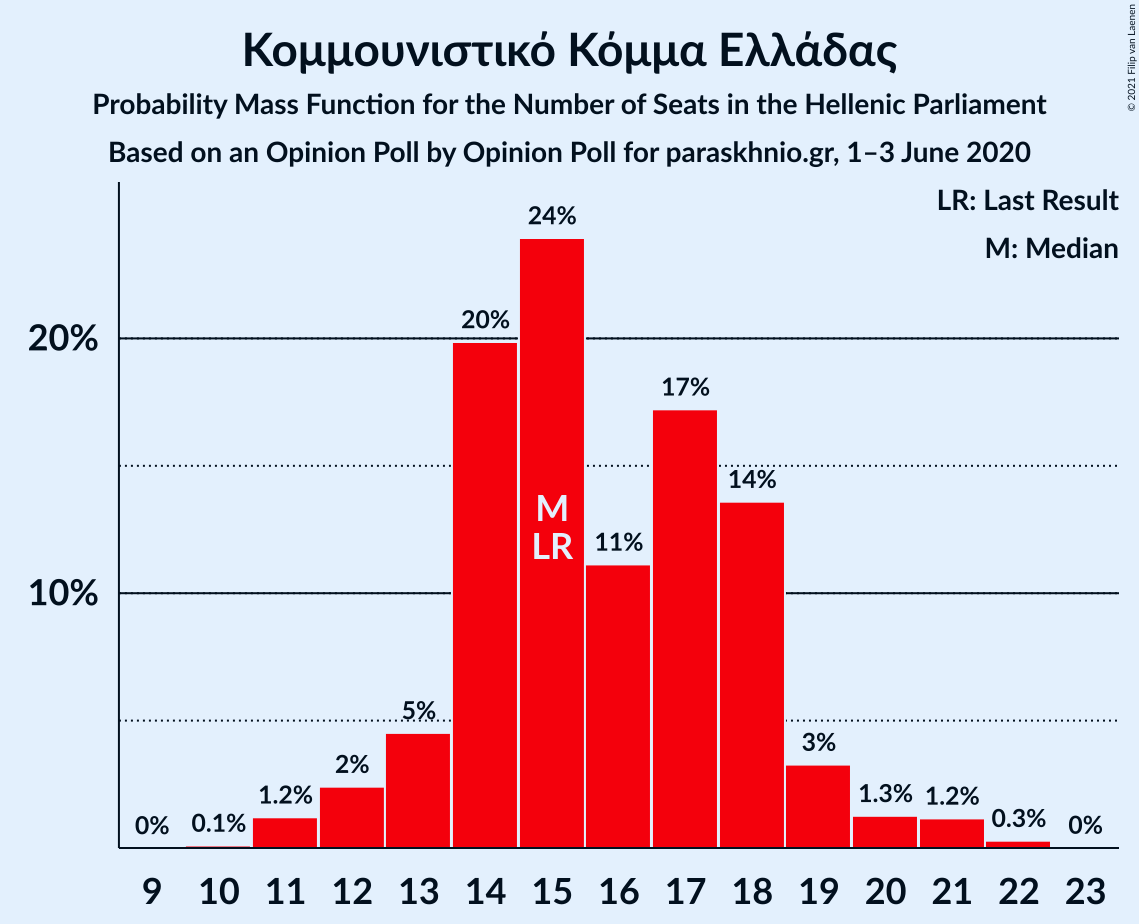 Κομμουνιστικό Κόμμα Ελλάδας
Probability Mass Function for the Number of Seats in the Hellenic Parliament
Based on an Opinion Poll by Opinion Poll for paraskhnio.gr, 1–3 June 2020
© 2021 Filip van Laenen
LR: Last Result
M: Median
20%
10%
0%
0.1%
1.2%
2%
5%
20%
24%
M
LR
11%
17%
14%
3%
1.3%
1.2%
0.3%
0%
9 10 11 12 13 14 15 16 17 18 19 20 21 22 23